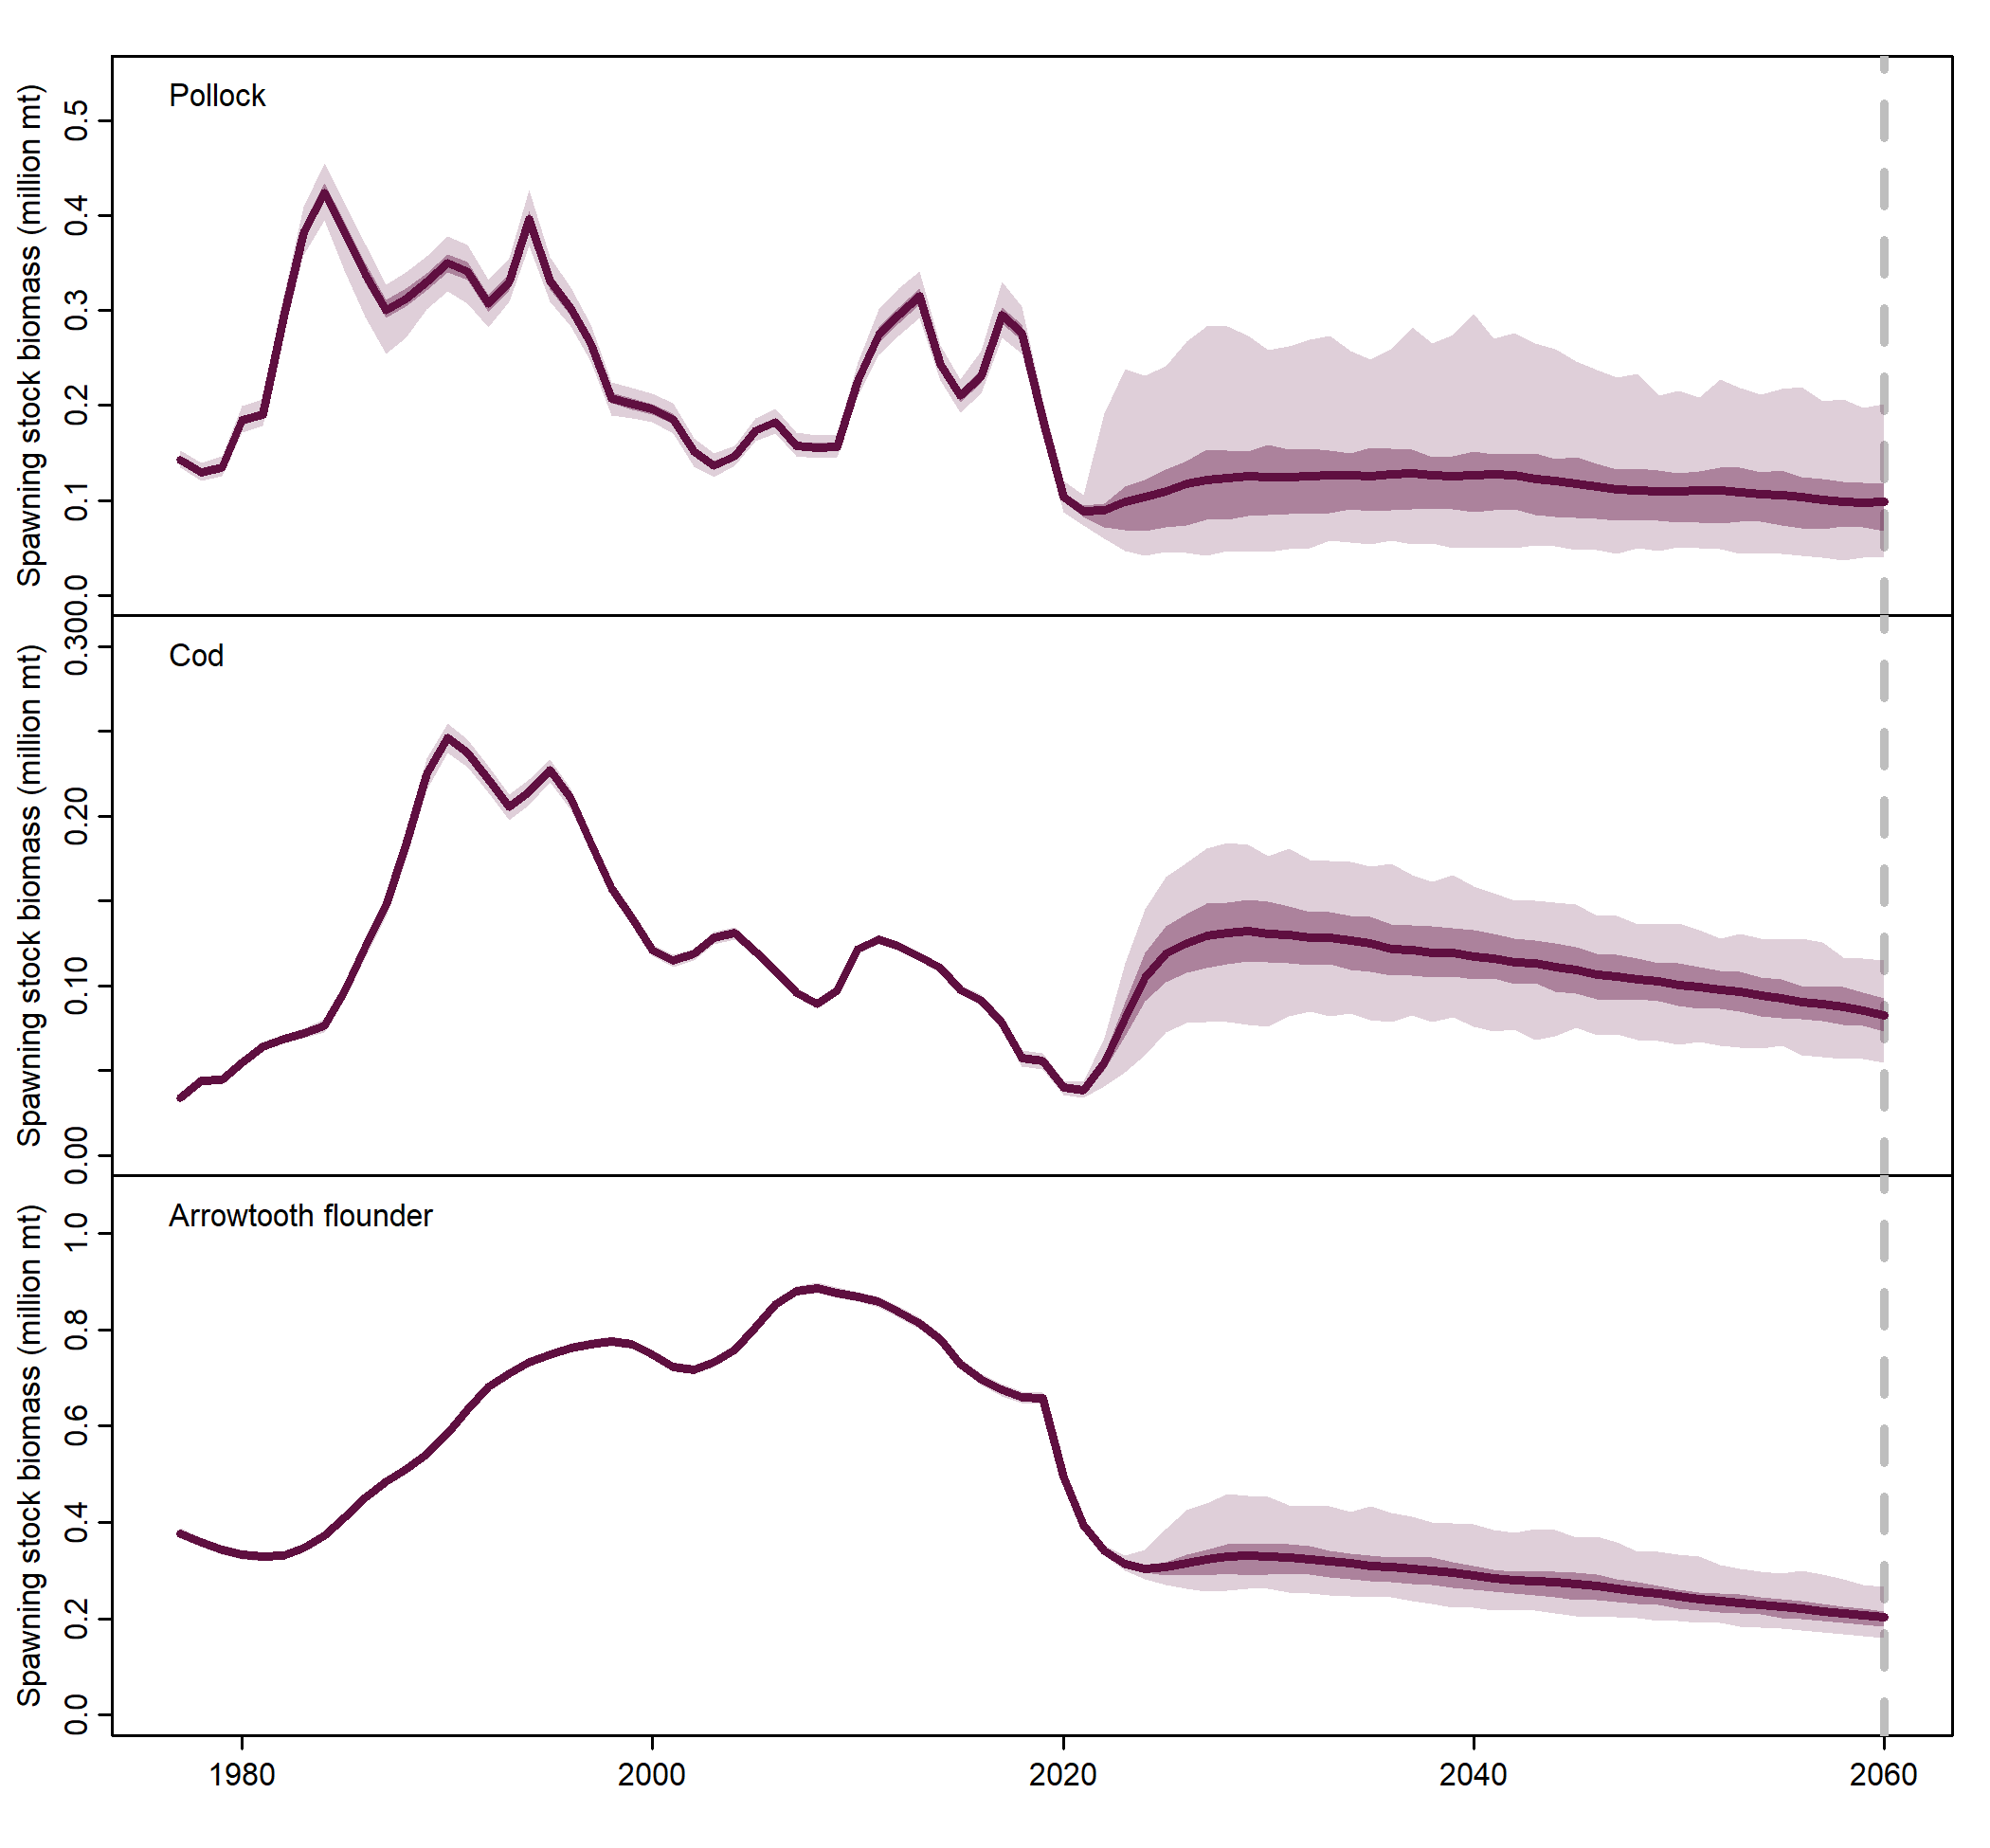 Pollock
Spawning stock biomass (million mt)
0.5
0.4
0.3
0.2
0.1
0.0
Cod
Spawning stock biomass (million mt)
0.30
0.20
0.10
0.00
Arrowtooth flounder
Spawning stock biomass (million mt)
1.0
0.8
0.6
0.4
0.2
0.0
1980 2000 2020 2040 2060